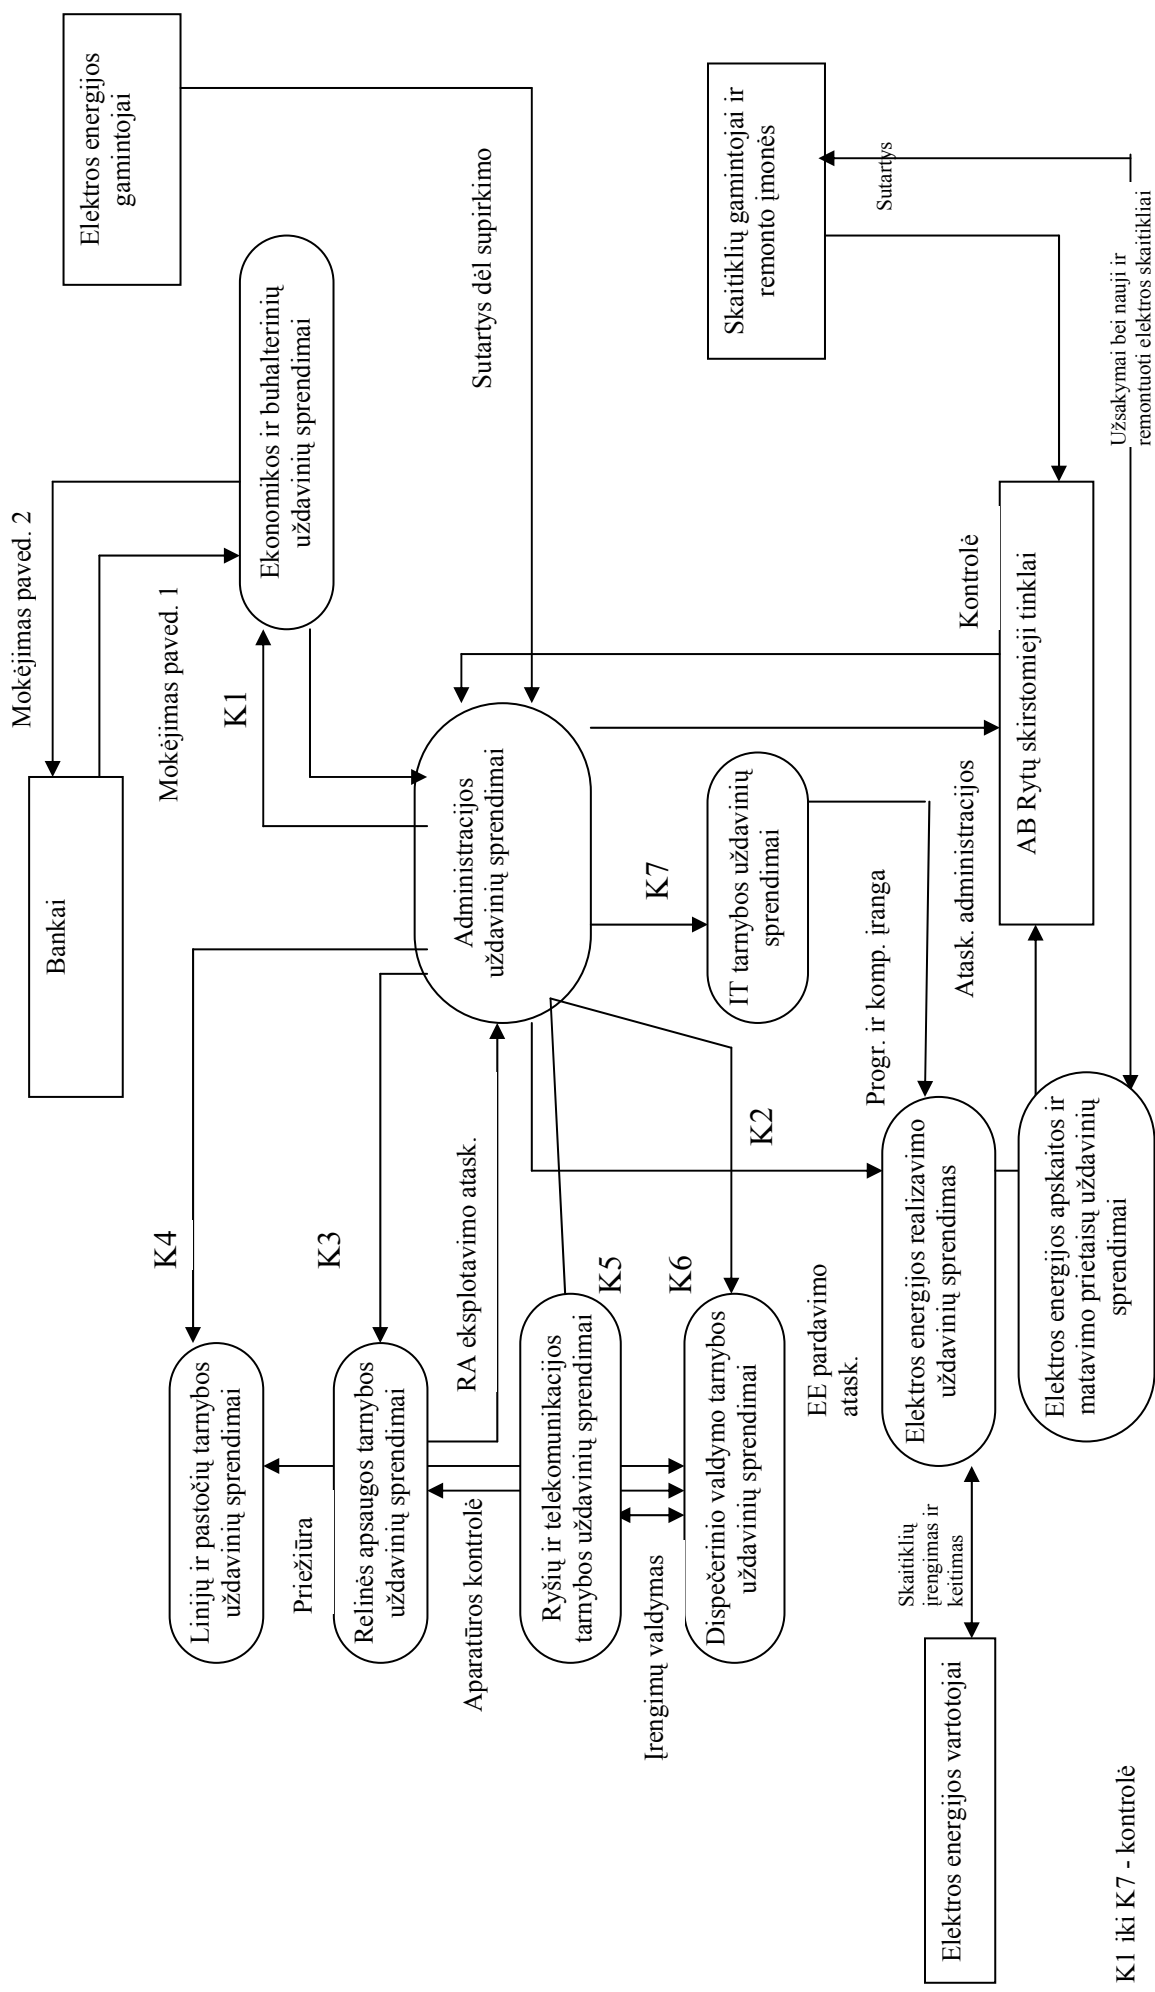 Mokėjimas paved. 2
Bankai
Elektros energijos
gamintojai
Mokėjimas paved. 1
K1
Ekonomikos ir buhalterinių
uždavinių sprendimai
K4
Linijų ir pastočių tarnybos
uždavinių sprendimai
Priežiūra
K3
Relinės apsaugos tarnybos
uždavinių sprendimai
Aparatūros kontrolė
RA eksplotavimo atask.
Administracijos
uždavinių sprendimai
Sutartys dėl supirkimo
Ryšių ir telekomunikacijos
tarnybos uždavinių sprendimai
K5
Įrengimų valdymas
K6
Dispečerinio valdymo tarnybos
uždavinių sprendimai
K2
K7
IT tarnybos uždavinių
sprendimai
Skaitiklių gamintojai ir
remonto įmonės
Sutartys
EE pardavimo
atask.
Progr. ir komp. įranga
Elektros energijos realizavimo
uždavinių sprendimas
Atask. administracijos
Kontrolė
Skaitiklių
įrengimas ir
keitimas
Elektros energijos vartotojai
AB Rytų skirstomieji tinklai
Elektros energijos apskaitos ir
matavimo prietaisų uždavinių
sprendimai
Užsakymai bei nauji ir
remontuoti elektros skaitikliai
K1 iki K7 - kontrolė